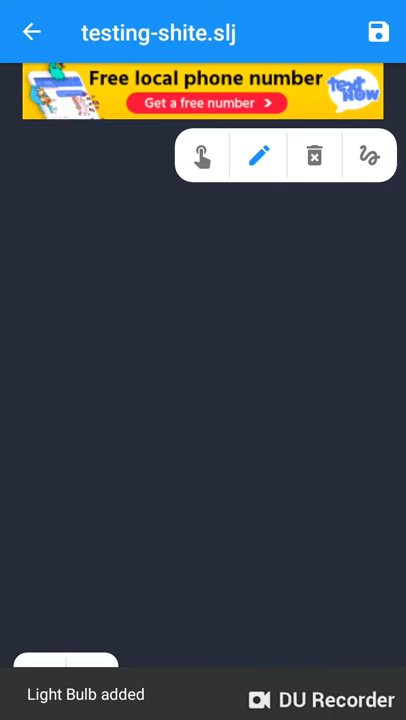 testing-shite.slj
Free local phone number
Get a free number >
text
NOW
Light Bulb added
DU Recorder